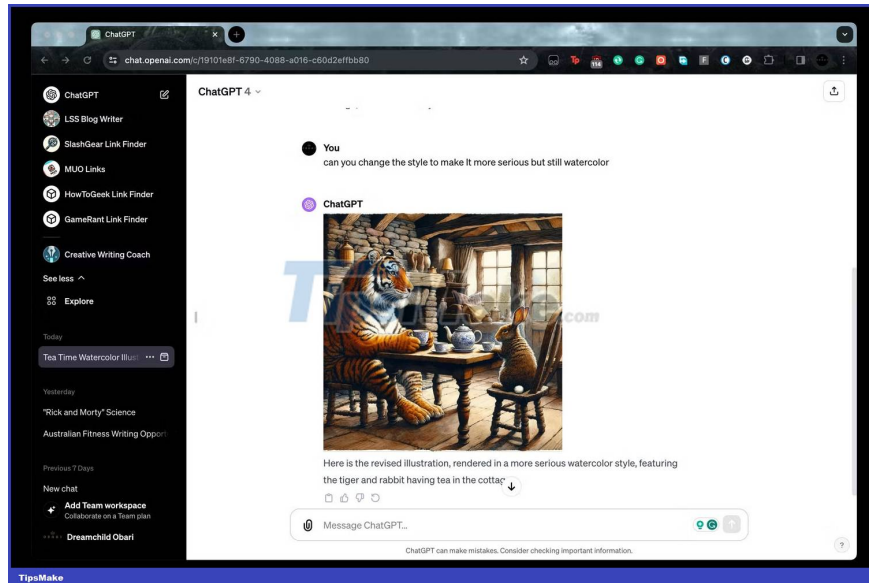 ChatGPT
chat.openai.com/c/19101e8f-6790-4088-a016-c60d2effbb80
Tp
114
F
ChatGPT
LSS Blog Writer
SlashGear Link Finder
MUO Links
HowToGeek Link Finder
GameRant Link Finder
Creative Writing Coach
See less
Explore
Today
Tea Time Watercolor Illust
Yesterday
"Rick and Morty" Science
Australian Fitness Writing Opport
Previous 7 Days
New chat
Add Team workspace
Collaborate on a Team plan
Dreamchild Obari
ChatGPT 4
You
can you change the style to make It more serious but still watercolor
ChatGPT
TipsMake.com
Here is the revised illustration, rendered in a more serious watercolor style, featuring
the tiger and rabbit having tea in the cottag
Message ChatGPT...
ChatGPT can make mistakes. Consider checking important information.
?
TipsMake